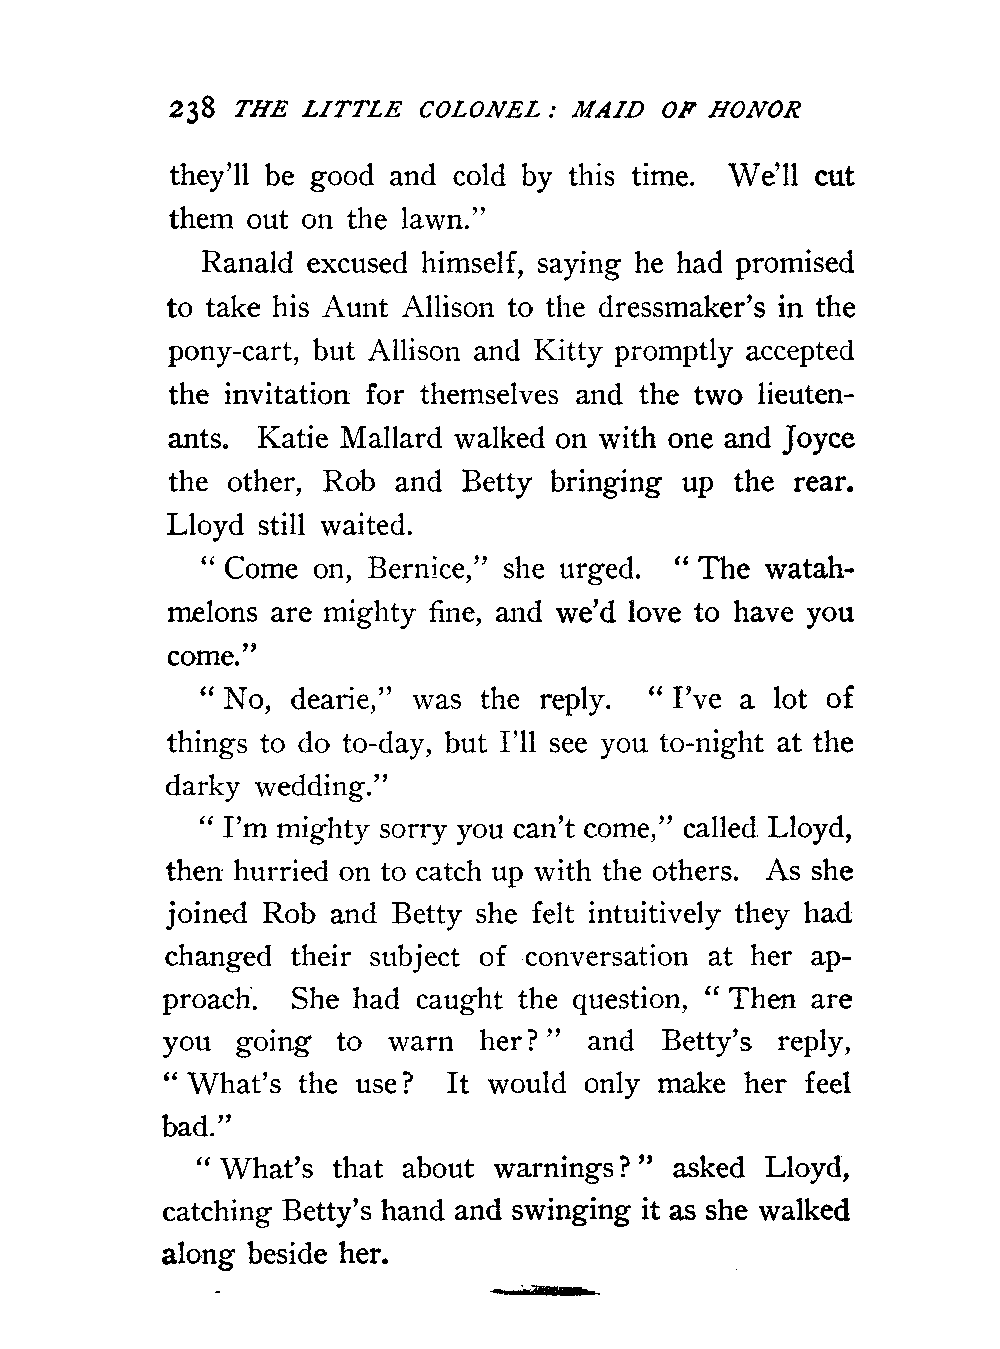 238 THE LITTLE COLONEL: MAID OF HONOR
they'll be good and cold by this time. We'll cut
them out on the lawn."
Ranald excused himself, saying he had promised
to take his Aunt Allison to the dressmaker's in the
pony-cart, but Allison and Kitty promptly accepted
the invitation for themselves and the two lieuten-
ants. Katie Mallard walked on with one and Joyce
the other, Rob and Betty bringing up the rear.
Lloyd still waited.
"Come on, Bernice," she urged. "The watah-
melons are mighty fine, and we'd love to have you
come."
"No, dearie," was the reply. "I've a lot of
things to do to-day, but I'll see you to-night at the
darky wedding."
"I'm mighty sorry you can't come," called Lloyd,
then hurried on to catch up with the others. As she
joined Rob and Betty she felt intuitively they had
changed their subject of conversation at her ap-
proach. She had caught the question, "Then are
you going to warn her?" and Betty's reply,
"What's the use? It would only make her feel
bad."
"What's that about warnings?" asked Lloyd,
catching Betty's hand and swinging it as she walked
along beside her.